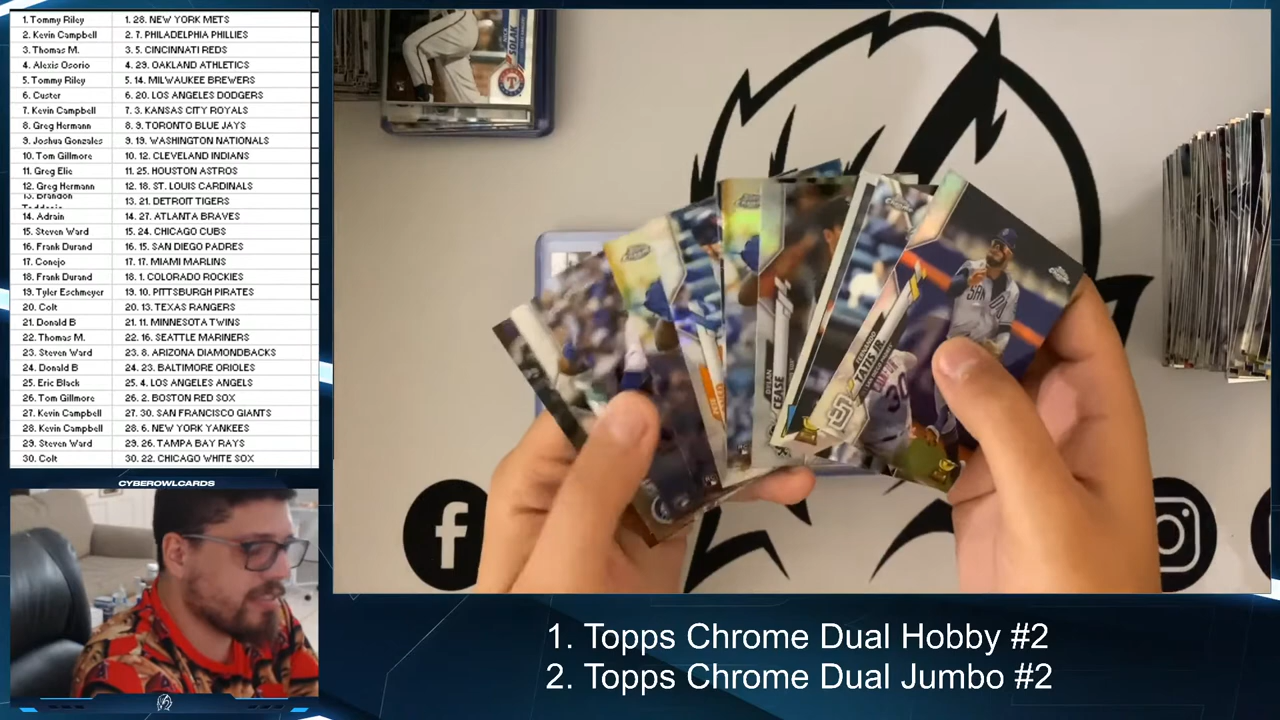 1. Tommy Riley 1. 28. NEW YORK METS
2. Kevin Campbell 2. 7. PHILADELPHIA PHILLIES
3. Thomas M. 3. 5. CINCINNATI REDS
4. Alexis Osorio 4. 29. OAKLAND ATHLETICS
5. Tommy Riley 5. 14. MILWAUKEE BREWERS
6. Custer 6. 20. LOS ANGELES DODGERS
7. Kevin Campbell 7. 3. KANSAS CITY ROYALS
8. Greg Hermann 8. 9. TORONTO BLUE JAYS
9. Joshua Gonzales 9. 19. WASHINGTON NATIONALS
10. Tom Gillmore 10. 12. CLEVELAND INDIANS
11. Greg Elie 11. 25. HOUSTON ASTROS
12. Greg Hermann 12. 18. ST. LOUIS CARDINALS
13. Brandon 13. 21. DETROIT TIGERS
14. Adrain 14. 27. ATLANTA BRAVES
15. Steven Ward 15. 24. CHICAGO CUBS
16. Frank Durand 16. 15. SAN DIEGO PADRES
17. Conejo 17. 17. MIAMI MARLINS
18. Frank Durand 18. 1. COLORADO ROCKIES
19. Tyler Eschmeyer 19. 10. PITTSBURGH PIRATES
20. Colt 20. 13. TEXAS RANGERS
21. Donald B 21. 11. MINNESOTA TWINS
22. Thomas M. 22. 16. SEATTLE MARINERS
23. Steven Ward 23. 8. ARIZONA DIAMONDBACKS
24. Donald B 24. 23. BALTIMORE ORIOLES
25. Eric Black 25. 4. LOS ANGELES ANGELS
26. Tom Gillmore 26. 2. BOSTON RED SOX
27. Kevin Campbell 27. 30. SAN FRANCISCO GIANTS
28. Kevin Campbell 28. 6. NEW YORK YANKEES
29. Steven Ward 29. 26. TAMPA BAY RAYS
30. Colt 30. 22. CHICAGO WHITE SOX
CYBEROWLCARDS
SOLAK
T
DYLAN
CEASE
FERNANDO
TATIS JR.
SD
SAN D
30
f
1. Topps Chrome Dual Hobby #2
2. Topps Chrome Dual Jumbo #2